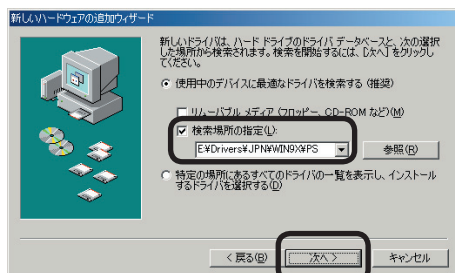 新しいハードウェアの追加ウィザード
新しいドライバは、ハード ドライブのドライバ データベースと、次の選択
した場所から検索されます。検索を開始するには、[次へ] をクリックし
てください。
使用中のデバイスに最適なドライバを検索する (推奨)
リムーバブル メディア (フロッピー、CD-ROM など)(M)
検索場所の指定(L):
E:¥Drivers¥JPN¥WIN9X¥PS
参照(R)
特定の場所にあるすべてのドライバの一覧を表示し、インストール
するドライバを選択する(D)
< 戻る(B)
次へ >
キャンセル